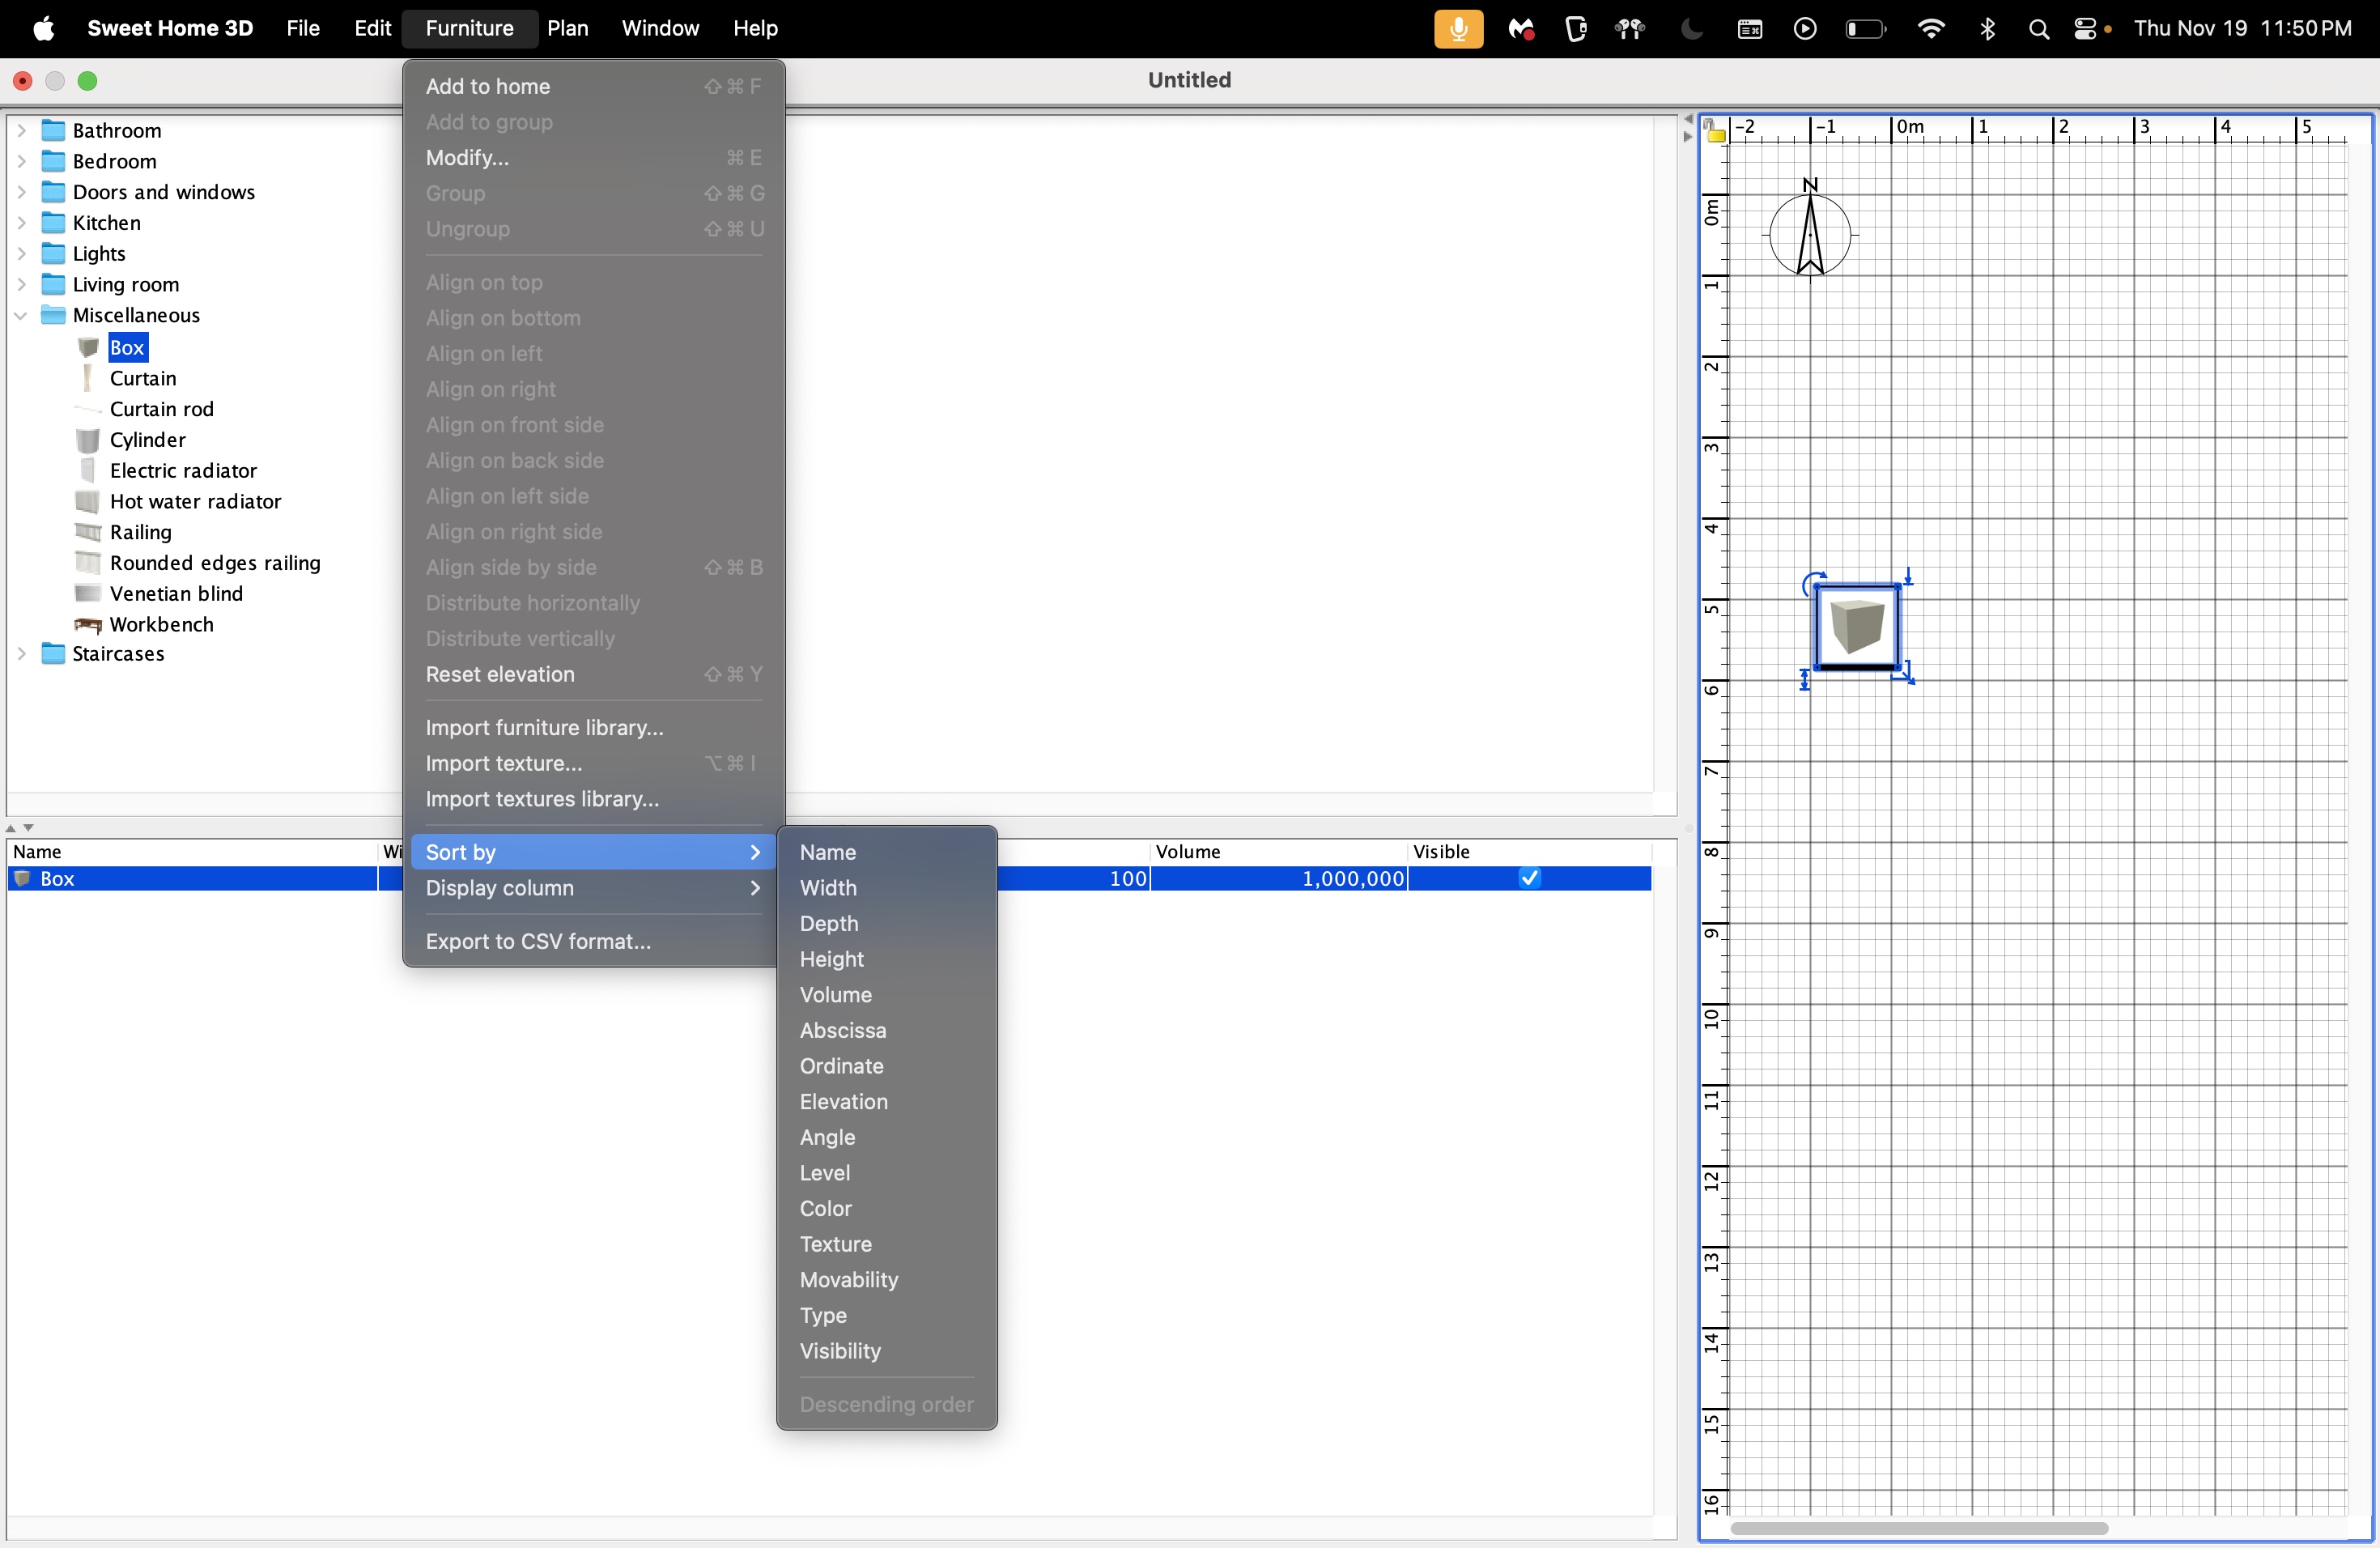 Sweet Home 3D File Edit Furniture Plan Window Help Thu Nov 19 11:50 PM
Untitled
Bathroom
Bedroom
Doors and windows
Kitchen
Lights
Living room
Miscellaneous
Box
Curtain
Curtain rod
Cylinder
Electric radiator
Hot water radiator
Railing
Rounded edges railing
Venetian blind
Workbench
Staircases
Add to home ⇧⌘F
Add to group
Modify... ⌘E
Group ⇧⌘G
Ungroup ⇧⌘U
Align on top
Align on bottom
Align on left
Align on right
Align on front side
Align on back side
Align on left side
Align on right side
Align side by side ⇧⌘B
Distribute horizontally
Distribute vertically
Reset elevation ⇧⌘Y
Import furniture library...
Import texture... ⌥⌘I
Import textures library...
Sort by
Display column
Export to CSV format...
Name
Width
Depth
Height
Volume
Abscissa
Ordinate
Elevation
Angle
Level
Color
Texture
Movability
Type
Visibility
Descending order
Name Wi Volume Visible
Box 100 1,000,000
-2 -1 0m 1 2 3 4 5
N
0m
1
2
3
4
5
6
7
8
9
10
11
12
13
14
15
16